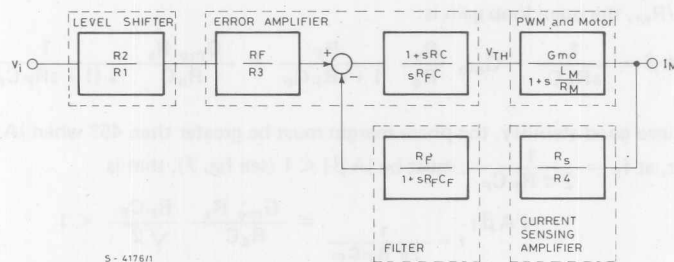 LEVEL SHIFTER
ERROR AMPLIFIER
PWM and Motor
vi
R2
R1
RF
R3
+
1+sRC
sRFC
VTH
Gmo
1+s LM
RM
IM
RF
1+sRFCF
RS
R4
FILTER
CURRENT
SENSING
AMPLIFIER
S-4176/1